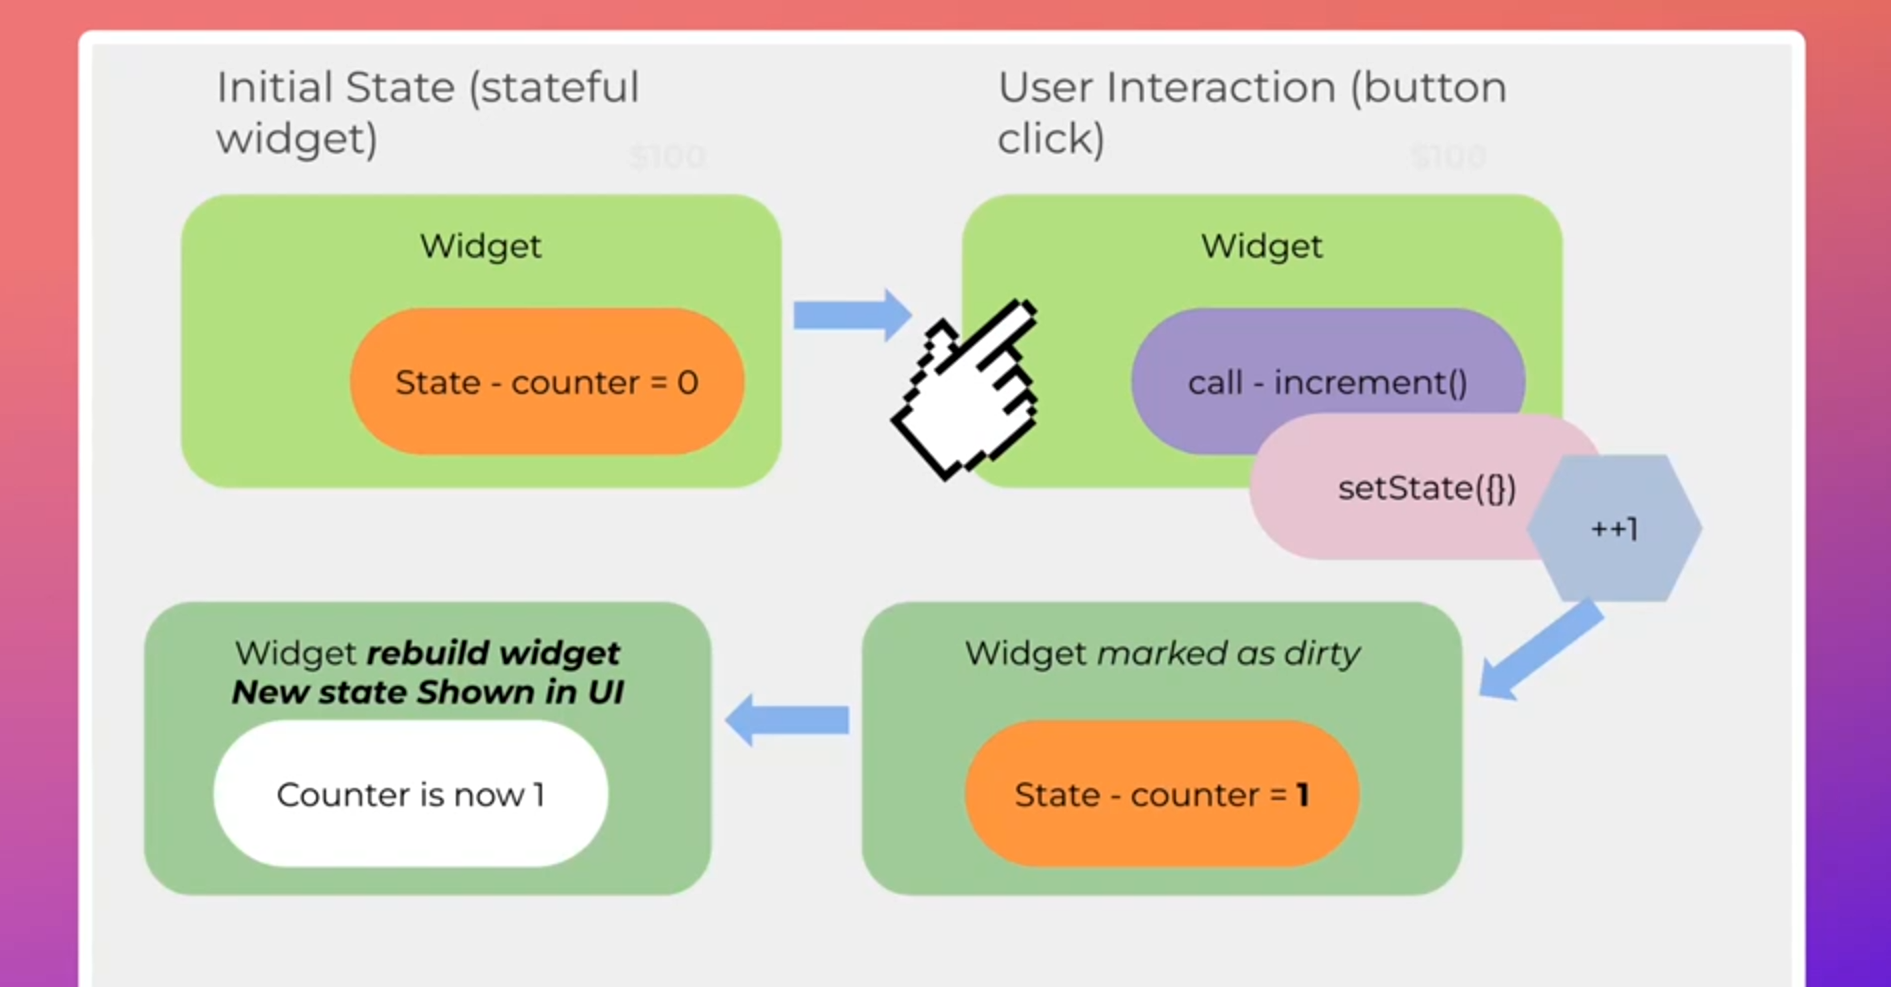 Initial State (stateful
widget)
$100
Widget
State - counter = 0
User Interaction (button
click)
$100
Widget
call - increment()
setState({})
++1
Widget marked as dirty
State - counter = 1
Widget rebuild widget
New state Shown in UI
Counter is now 1